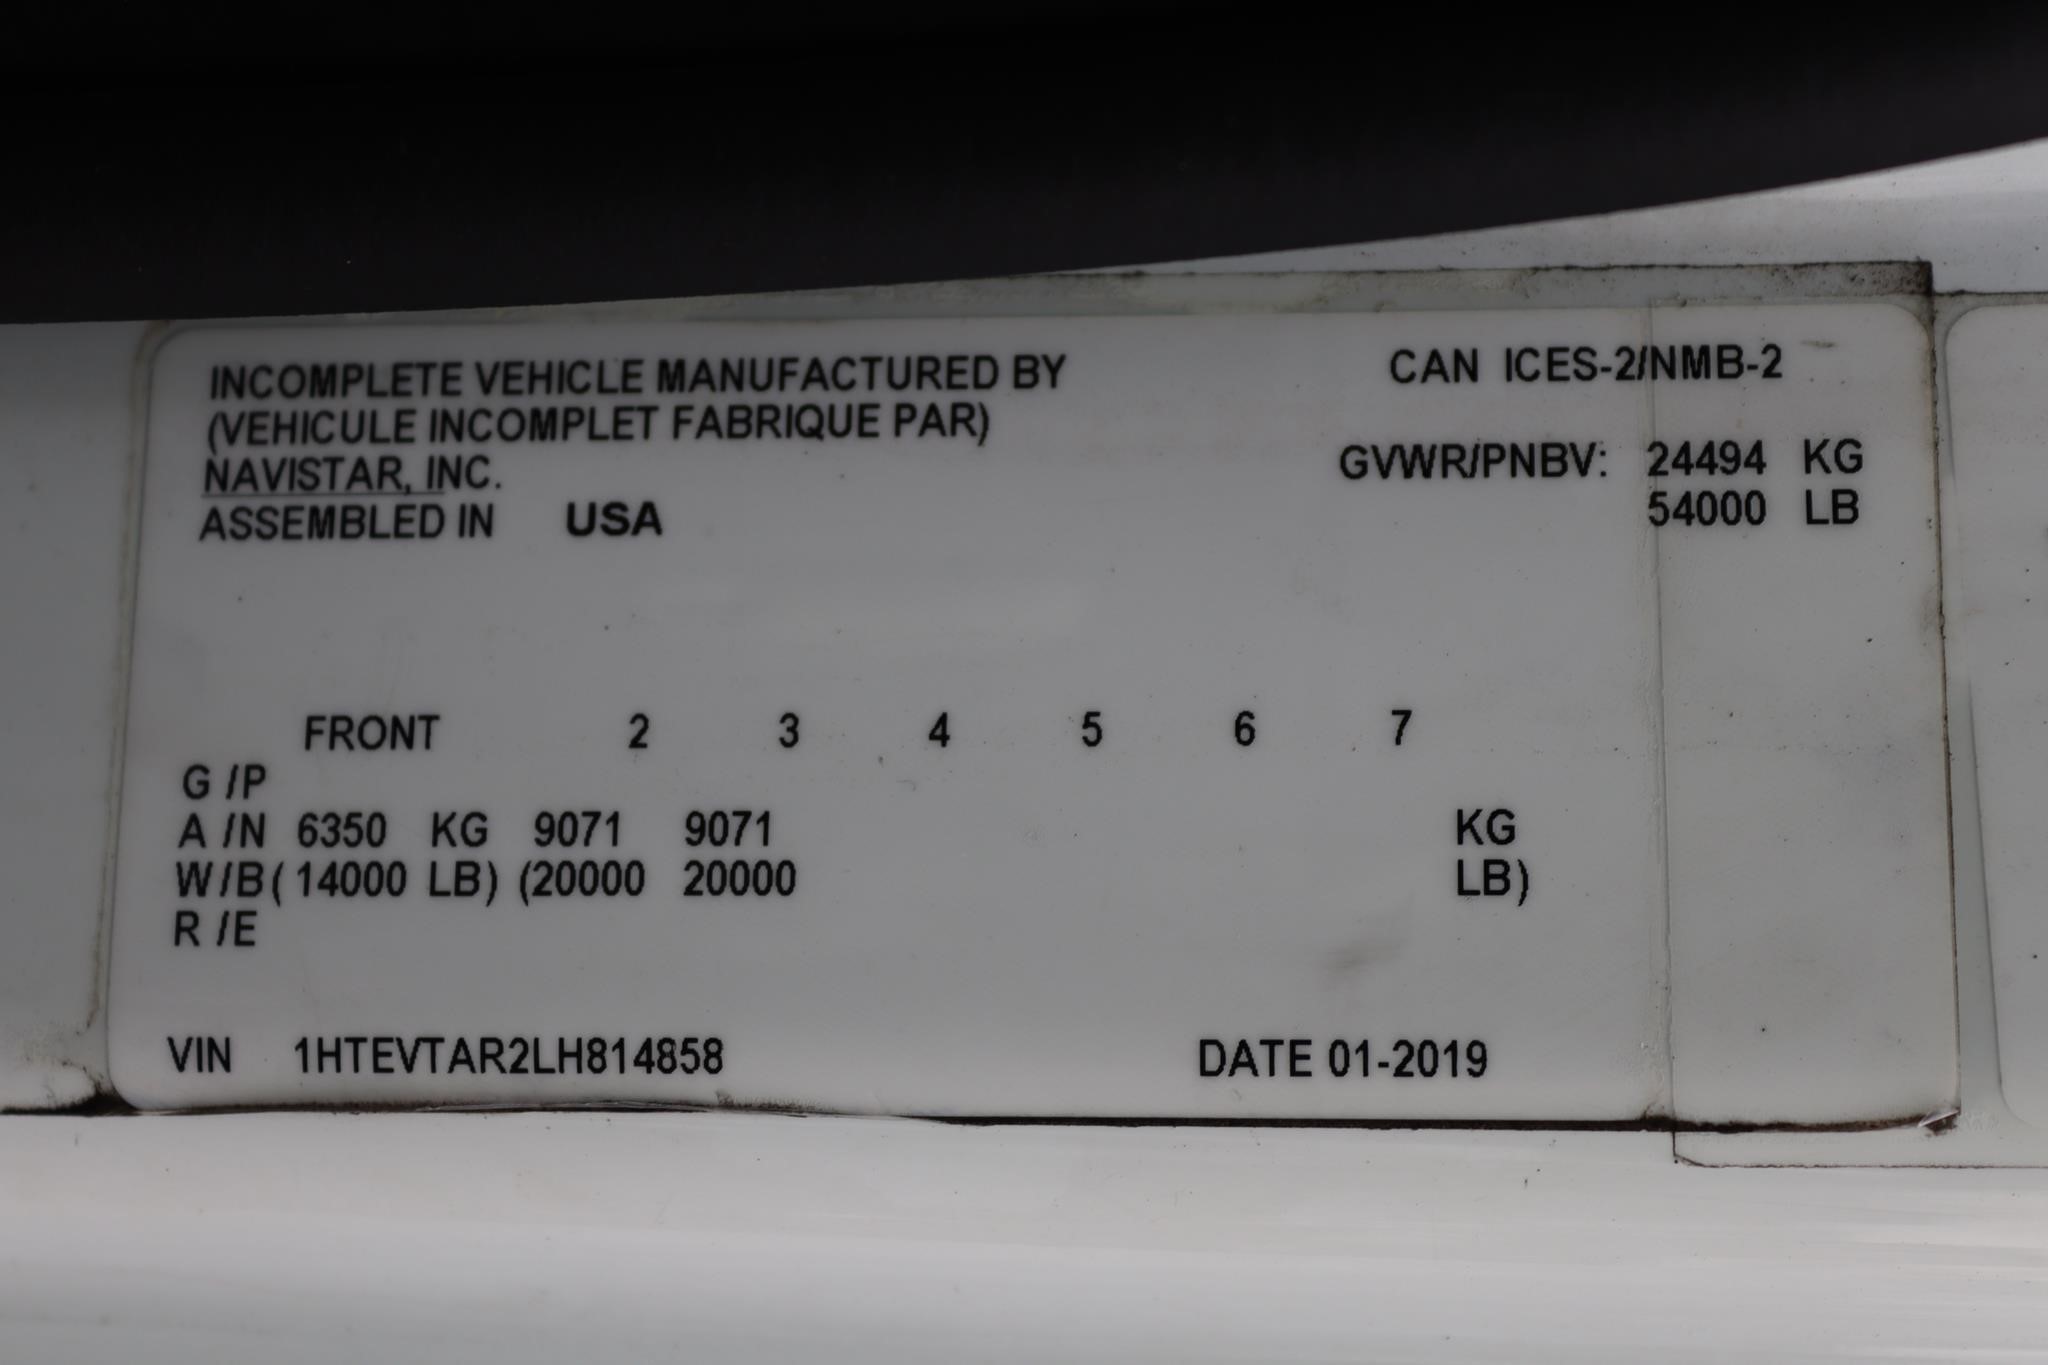 INCOMPLETE VEHICLE MANUFACTURED BY
(VEHICULE INCOMPLET FABRIQUE PAR)
NAVISTAR, INC.
ASSEMBLED IN USA
CAN ICES-2/NMB-2
GVWR/PNBV: 24494 KG
54000 LB
FRONT 2 3 4 5 6 7
G /P
A /N 6350 KG 9071 9071 KG
W/B( 14000 LB) (20000 20000 LB)
R /E
VIN 1HTEVTAR2LH814858 DATE 01-2019